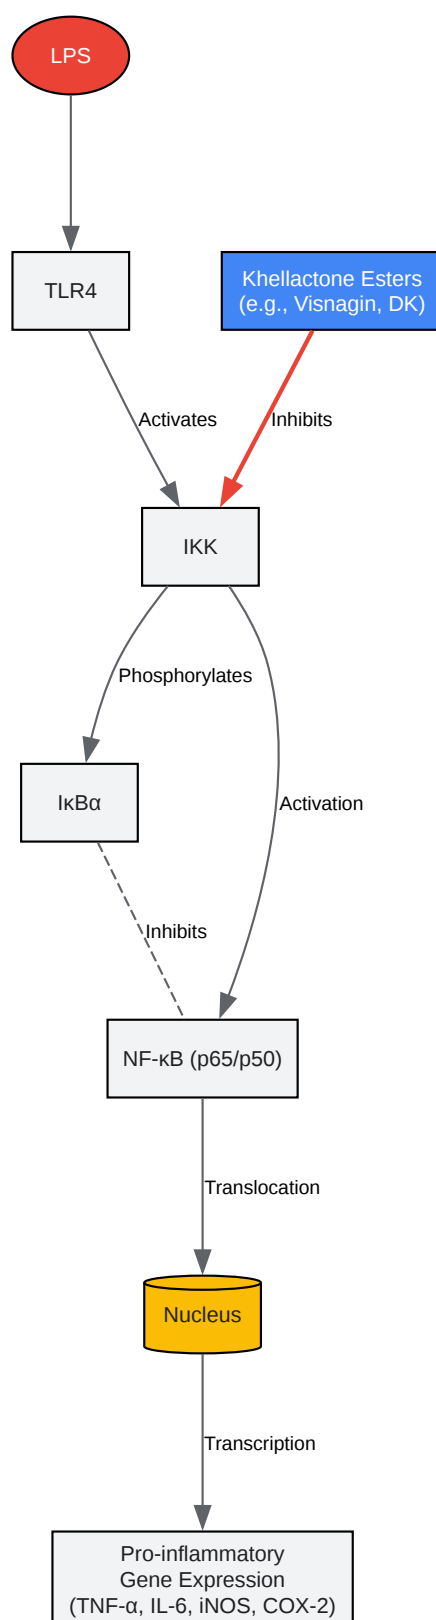 LPS
TLR4
Khellactone Esters
(e.g., Visnagin, DK)
Activates
Inhibits
IKK
Phosphorylates
IκBα
Activation
Inhibits
NF-κB (p65/p50)
Translocation
Nucleus
Transcription
Pro-inflammatory
Gene Expression
(TNF-α, IL-6, iNOS, COX-2)